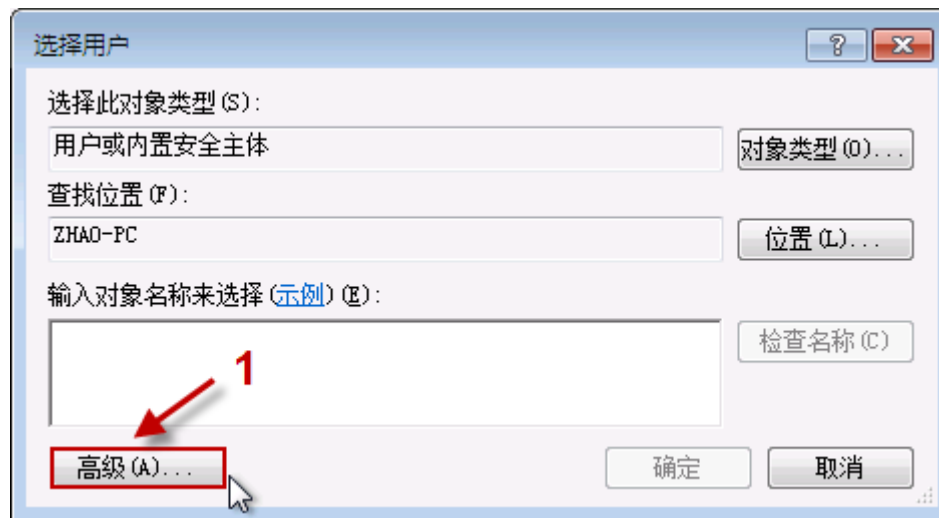 选择用户
选择此对象类型(S):
用户或内置安全主体
对象类型(O)...
查找位置(F):
ZHAO-PC
位置(L)...
输入对象名称来选择(示例)(E):
检查名称(C)
1
高级(A)...
确定
取消